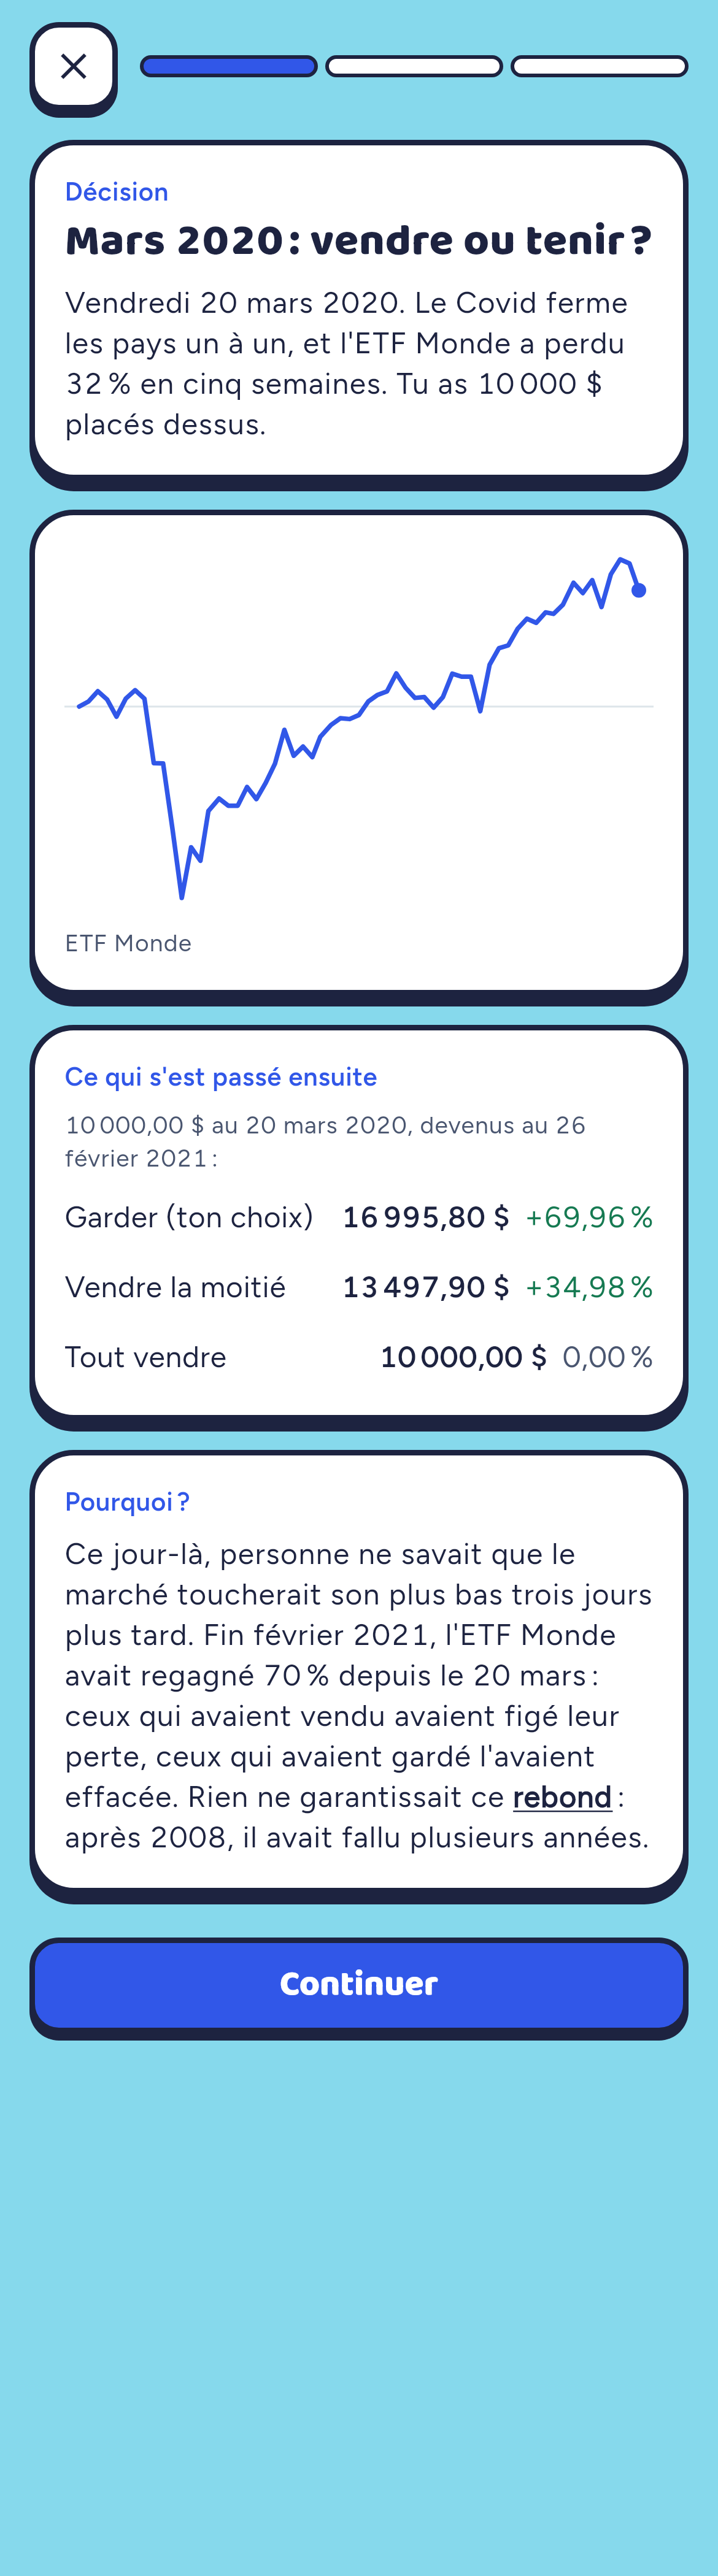 Décision
Mars 2020 : vendre ou tenir ?
Vendredi 20 mars 2020. Le Covid ferme
les pays un à un, et l'ETF Monde a perdu
32 % en cinq semaines. Tu as 10 000 $
placés dessus.
ETF Monde
Ce qui s'est passé ensuite
10 000,00 $ au 20 mars 2020, devenus au 26
février 2021 :
Garder (ton choix) 16 995,80 $ +69,96 %
Vendre la moitié 13 497,90 $ +34,98 %
Tout vendre 10 000,00 $ 0,00 %
Pourquoi ?
Ce jour-là, personne ne savait que le
marché toucherait son plus bas trois jours
plus tard. Fin février 2021, l'ETF Monde
avait regagné 70 % depuis le 20 mars :
ceux qui avaient vendu avaient figé leur
perte, ceux qui avaient gardé l'avaient
effacée. Rien ne garantissait ce rebond :
après 2008, il avait fallu plusieurs années.
Continuer